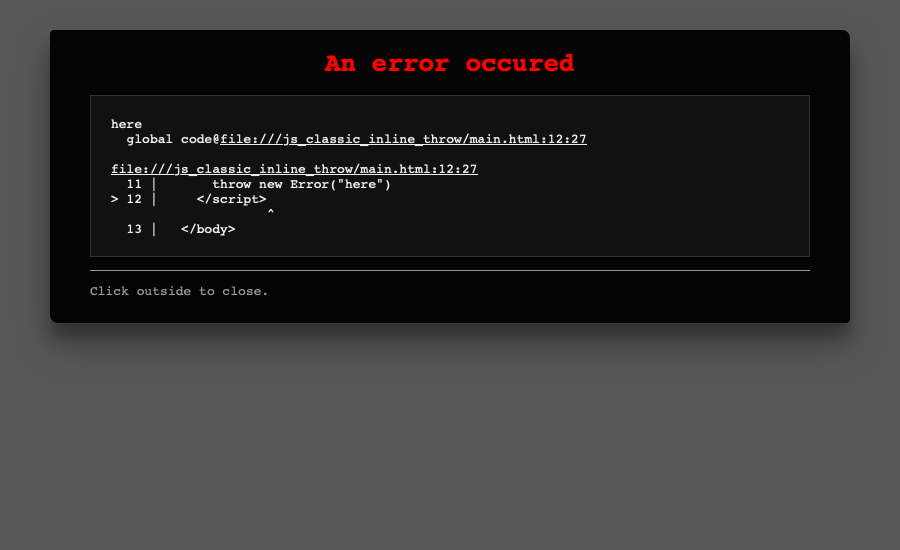 An error occured
here
  global code@file:///js_classic_inline_throw/main.html:12:27
file:///js_classic_inline_throw/main.html:12:27
  11 |       throw new Error("here")
> 12 |     </script>
                    ^
  13 |   </body>
Click outside to close.